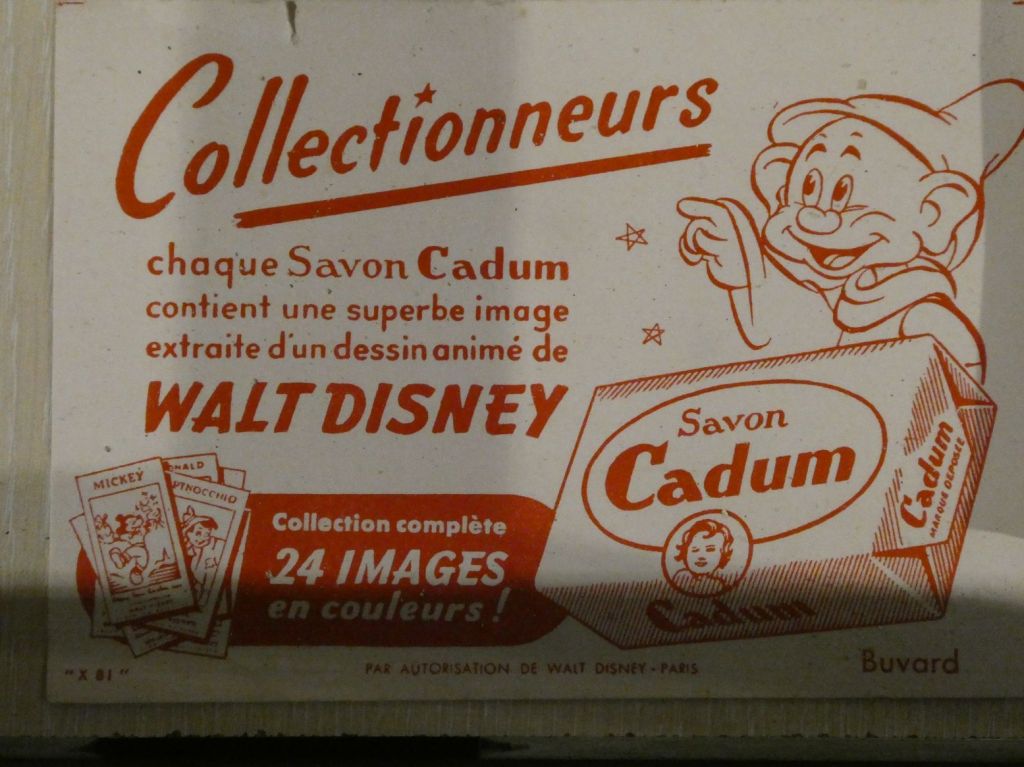 Collectionneurs
chaque Savon Cadum
contient une superbe image
extraite d'un dessin animé de
WALT DISNEY
Savon
Cadum
Cadum
MARQUE DÉPOSÉE
Cadum
MICKEY
PINOCCHIO
Collection complète
24 IMAGES
en couleurs !
"X 81"
PAR AUTORISATION DE WALT DISNEY - PARIS
Buvard